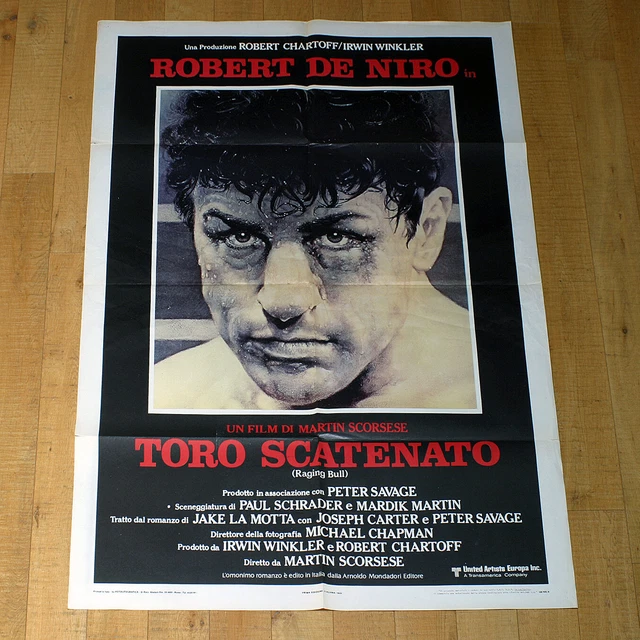 Una Produzione ROBERT CHARTOFF/IRWIN WINKLER
ROBERT DE NIRO in
UN FILM DI MARTIN SCORSESE
TORO SCATENATO
(Raging Bull)
Prodotto in associazione con PETER SAVAGE
Sceneggiatura di PAUL SCHRADER e MARDIK MARTIN
Tratto dal romanzo di JAKE LA MOTTA con JOSEPH CARTER e PETER SAVAGE
Direttore della fotografia MICHAEL CHAPMAN
Prodotto da IRWIN WINKLER e ROBERT CHARTOFF
Diretto da MARTIN SCORSESE
L'omonimo romanzo è edito in Italia dalla Arnoldo Mondadori Editore
United Artists Europa Inc.
A Transamerica Company